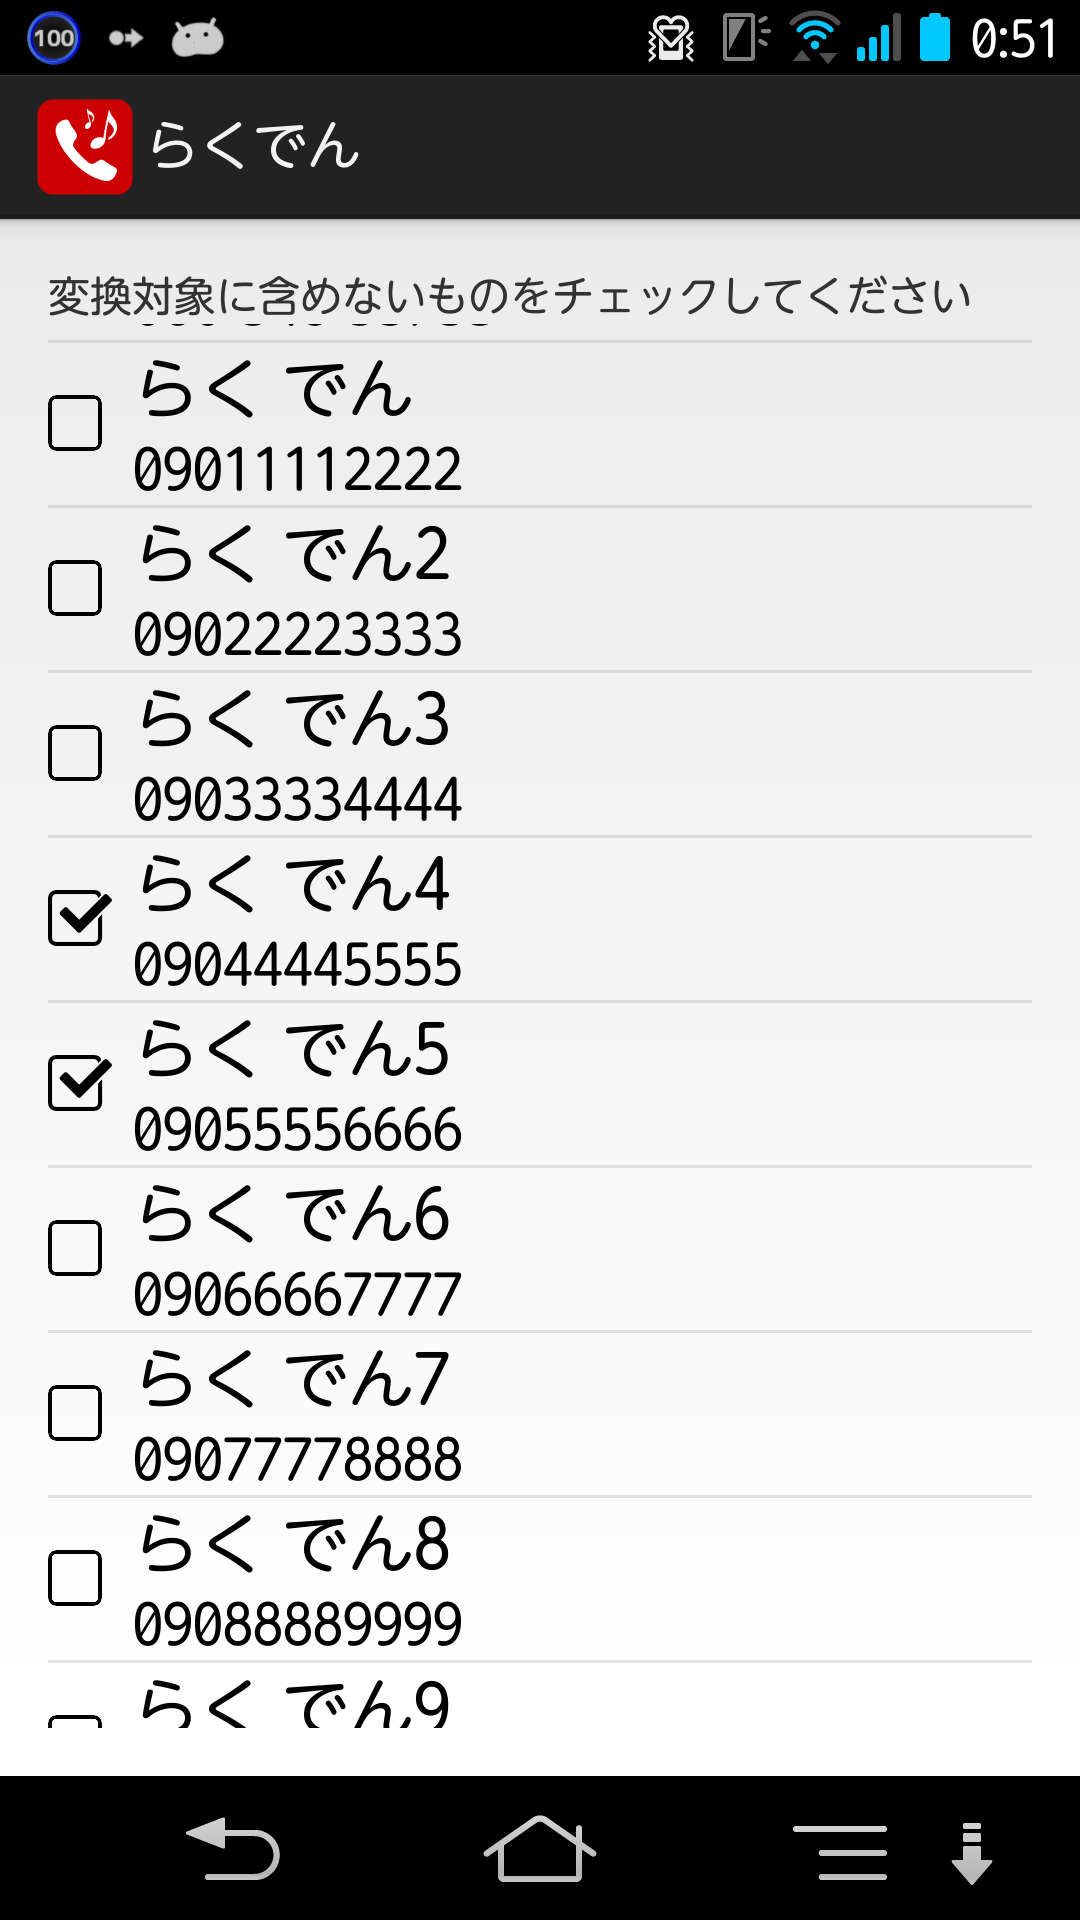 100
0:51
らくでん
変換対象に含めないものをチェックしてください
らく でん
09011112222
らく でん2
09022223333
らく でん3
09033334444
らく でん4
09044445555
らく でん5
09055556666
らく でん6
09066667777
らく でん7
09077778888
らく でん8
09088889999
らく でん9